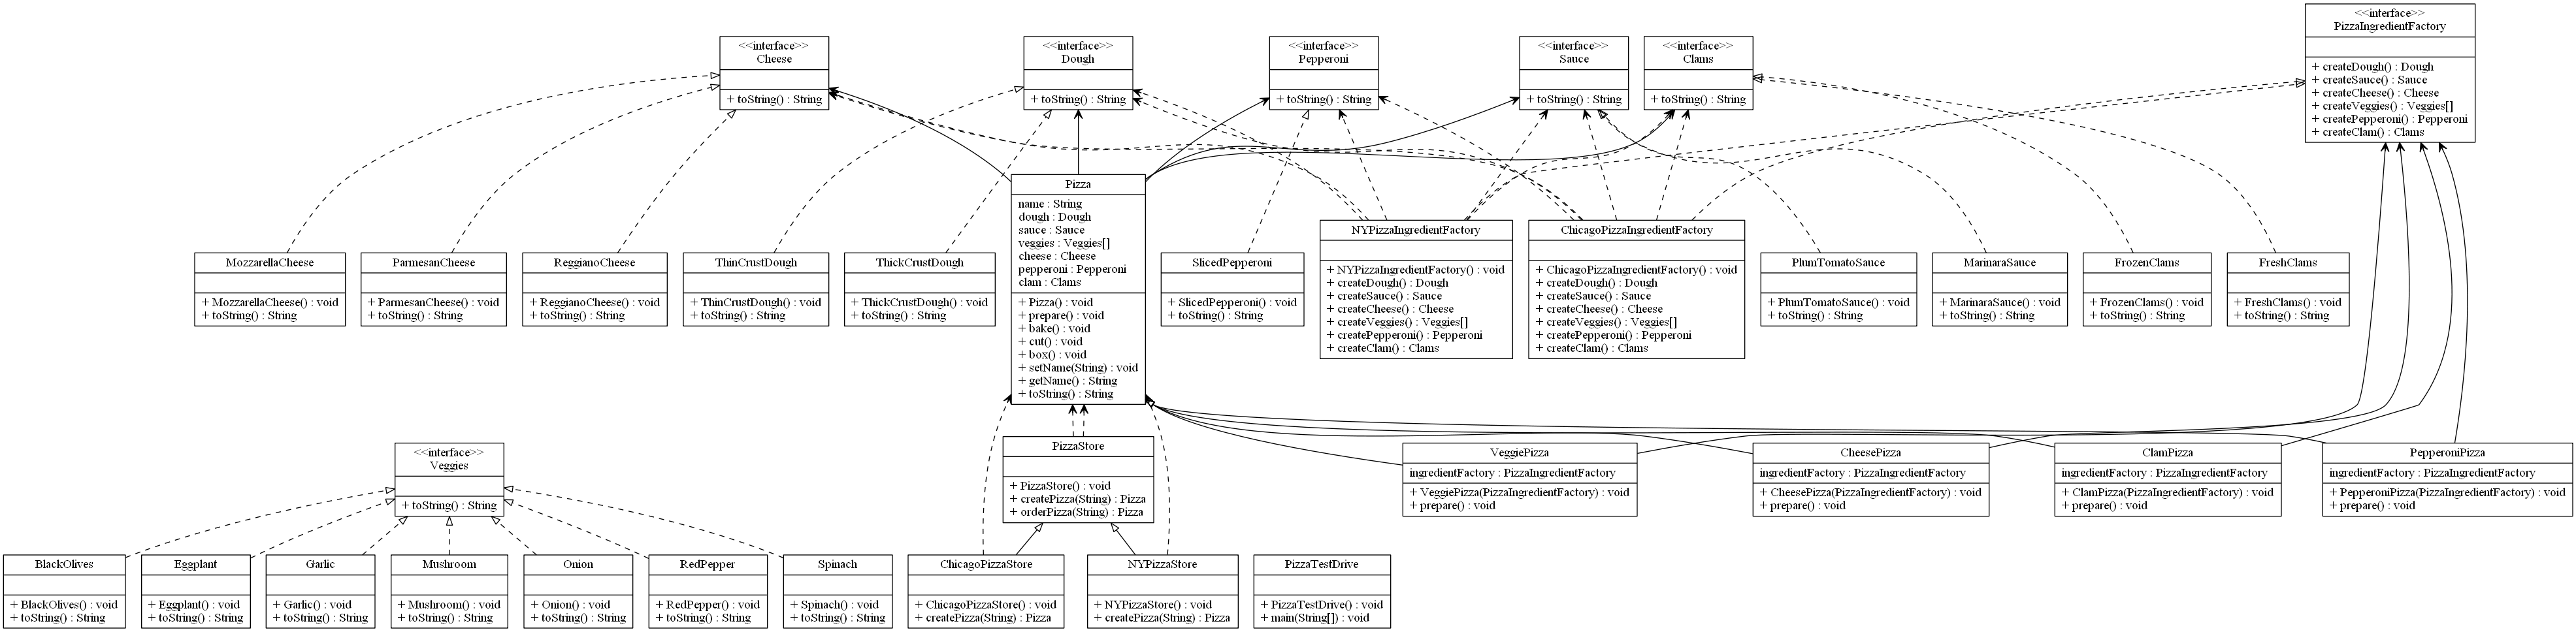 <<interface>>
Cheese
+ toString() : String
<<interface>>
Dough
+ toString() : String
<<interface>>
Pepperoni
+ toString() : String
<<interface>>
Sauce
+ toString() : String
<<interface>>
Clams
+ toString() : String
<<interface>>
PizzaIngredientFactory
+ createDough() : Dough
+ createSauce() : Sauce
+ createCheese() : Cheese
+ createVeggies() : Veggies[]
+ createPepperoni() : Pepperoni
+ createClam() : Clams
MozzarellaCheese
+ MozzarellaCheese() : void
+ toString() : String
ParmesanCheese
+ ParmesanCheese() : void
+ toString() : String
ReggianoCheese
+ ReggianoCheese() : void
+ toString() : String
ThinCrustDough
+ ThinCrustDough() : void
+ toString() : String
ThickCrustDough
+ ThickCrustDough() : void
+ toString() : String
Pizza
name : String
dough : Dough
sauce : Sauce
veggies : Veggies[]
cheese : Cheese
pepperoni : Pepperoni
clam : Clams
+ Pizza() : void
+ prepare() : void
+ bake() : void
+ cut() : void
+ box() : void
+ setName(String) : void
+ getName() : String
+ toString() : String
SlicedPepperoni
+ SlicedPepperoni() : void
+ toString() : String
NYPizzaIngredientFactory
+ NYPizzaIngredientFactory() : void
+ createDough() : Dough
+ createSauce() : Sauce
+ createCheese() : Cheese
+ createVeggies() : Veggies[]
+ createPepperoni() : Pepperoni
+ createClam() : Clams
ChicagoPizzaIngredientFactory
+ ChicagoPizzaIngredientFactory() : void
+ createDough() : Dough
+ createSauce() : Sauce
+ createCheese() : Cheese
+ createVeggies() : Veggies[]
+ createPepperoni() : Pepperoni
+ createClam() : Clams
PlumTomatoSauce
+ PlumTomatoSauce() : void
+ toString() : String
MarinaraSauce
+ MarinaraSauce() : void
+ toString() : String
FrozenClams
+ FrozenClams() : void
+ toString() : String
FreshClams
+ FreshClams() : void
+ toString() : String
<<interface>>
Veggies
+ toString() : String
PizzaStore
+ PizzaStore() : void
+ createPizza(String) : Pizza
+ orderPizza(String) : Pizza
VeggiePizza
ingredientFactory : PizzaIngredientFactory
+ VeggiePizza(PizzaIngredientFactory) : void
+ prepare() : void
CheesePizza
ingredientFactory : PizzaIngredientFactory
+ CheesePizza(PizzaIngredientFactory) : void
+ prepare() : void
ClamPizza
ingredientFactory : PizzaIngredientFactory
+ ClamPizza(PizzaIngredientFactory) : void
+ prepare() : void
PepperoniPizza
ingredientFactory : PizzaIngredientFactory
+ PepperoniPizza(PizzaIngredientFactory) : void
+ prepare() : void
BlackOlives
+ BlackOlives() : void
+ toString() : String
Eggplant
+ Eggplant() : void
+ toString() : String
Garlic
+ Garlic() : void
+ toString() : String
Mushroom
+ Mushroom() : void
+ toString() : String
Onion
+ Onion() : void
+ toString() : String
RedPepper
+ RedPepper() : void
+ toString() : String
Spinach
+ Spinach() : void
+ toString() : String
ChicagoPizzaStore
+ ChicagoPizzaStore() : void
+ createPizza(String) : Pizza
NYPizzaStore
+ NYPizzaStore() : void
+ createPizza(String) : Pizza
PizzaTestDrive
+ PizzaTestDrive() : void
+ main(String[]) : void